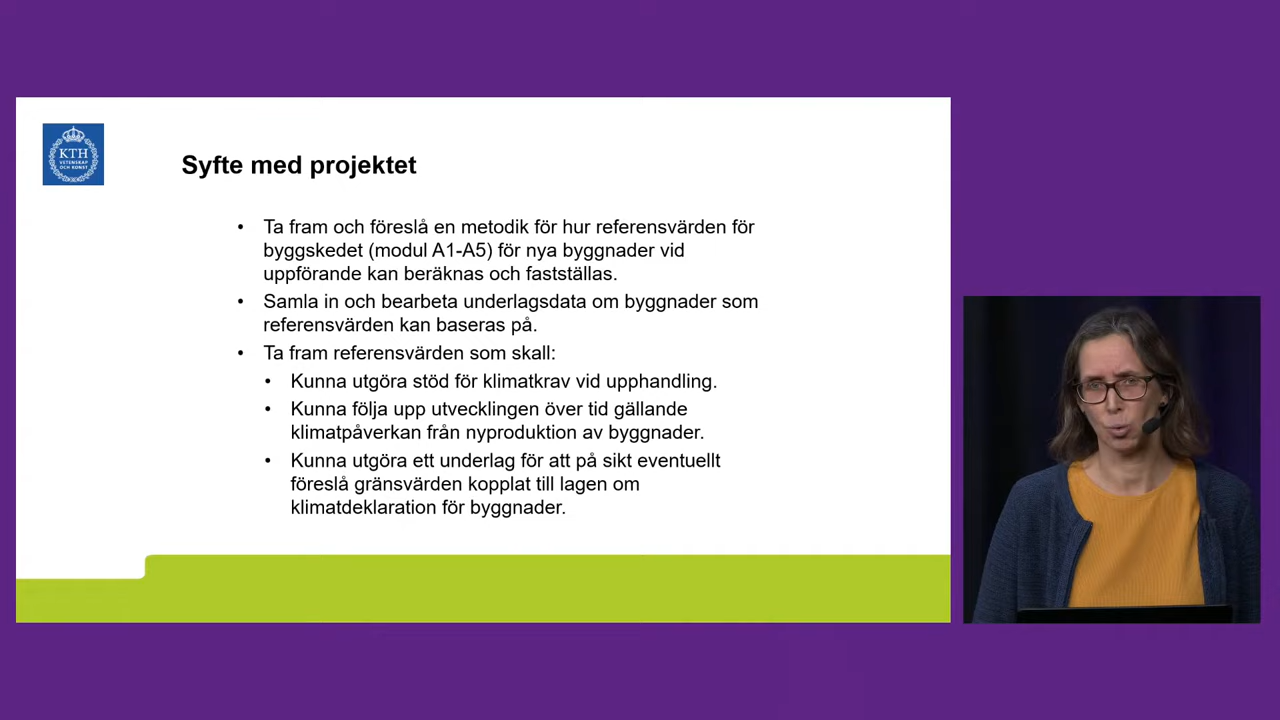 KTH
VETENSKAP
OCH KONST
Syfte med projektet
• Ta fram och föreslå en metodik för hur referensvärden för
byggskedet (modul A1-A5) för nya byggnader vid
uppförande kan beräknas och fastställas.
• Samla in och bearbeta underlagsdata om byggnader som
referensvärden kan baseras på.
• Ta fram referensvärden som skall:
• Kunna utgöra stöd för klimatkrav vid upphandling.
• Kunna följa upp utvecklingen över tid gällande
klimatpåverkan från nyproduktion av byggnader.
• Kunna utgöra ett underlag för att på sikt eventuellt
föreslå gränsvärden kopplat till lagen om
klimatdeklaration för byggnader.